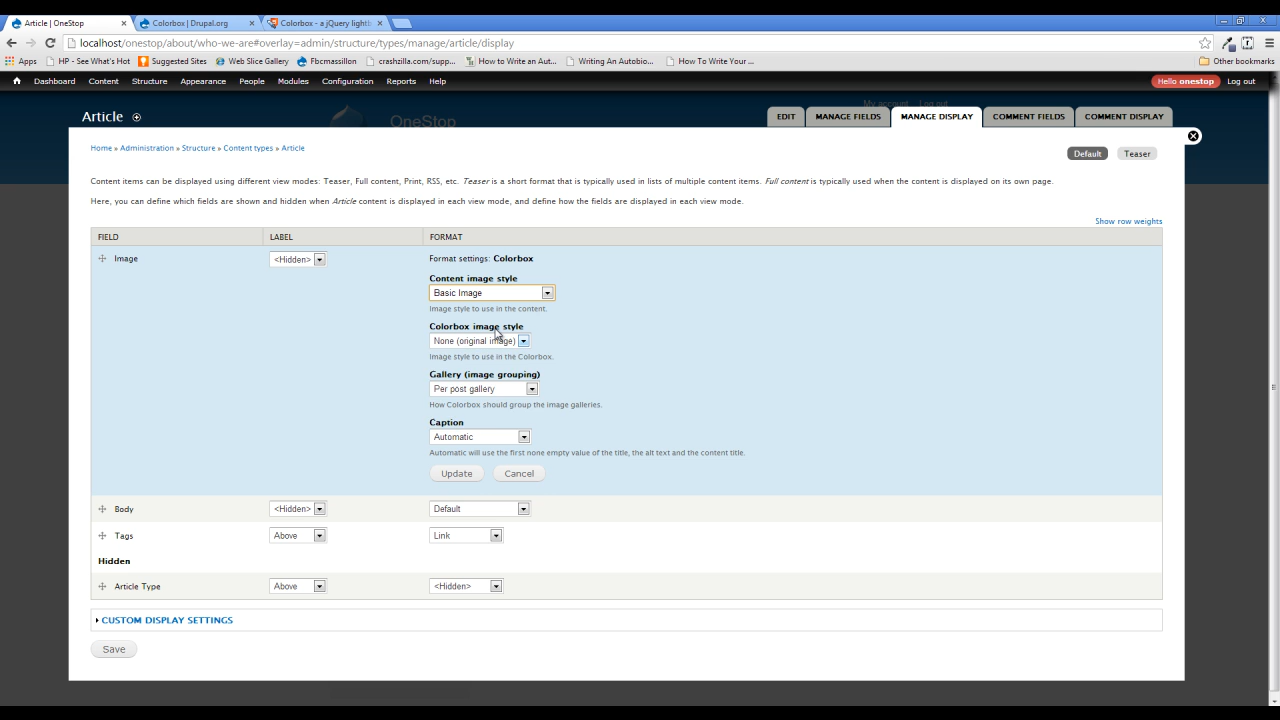 Article | OneStop
Colorbox | Drupal.org
Colorbox - a jQuery lightb
localhost/onestop/about/who-we-are#overlay=admin/structure/types/manage/article/display
Apps HP - See What's Hot Suggested Sites Web Slice Gallery Fbcmassillon crashzilla.com/supp... How to Write an Aut... Writing An Autobio... How To Write Your ... Other bookmarks
Dashboard Content Structure Appearance People Modules Configuration Reports Help Hello onestop Log out
My account Log out
OneStop
Article
EDIT MANAGE FIELDS MANAGE DISPLAY COMMENT FIELDS COMMENT DISPLAY
Home » Administration » Structure » Content types » Article
Default Teaser
Content items can be displayed using different view modes: Teaser, Full content, Print, RSS, etc. Teaser is a short format that is typically used in lists of multiple content items. Full content is typically used when the content is displayed on its own page.
Here, you can define which fields are shown and hidden when Article content is displayed in each view mode, and define how the fields are displayed in each view mode.
Show row weights
FIELD LABEL FORMAT
Image <Hidden> Format settings: Colorbox
Content image style
Basic Image
Image style to use in the content.
Colorbox image style
None (original image)
Image style to use in the Colorbox.
Gallery (image grouping)
Per post gallery
How Colorbox should group the image galleries.
Caption
Automatic
Automatic will use the first none empty value of the title, the alt text and the content title.
Update Cancel
Body <Hidden> Default
Tags Above Link
Hidden
Article Type Above <Hidden>
CUSTOM DISPLAY SETTINGS
Save